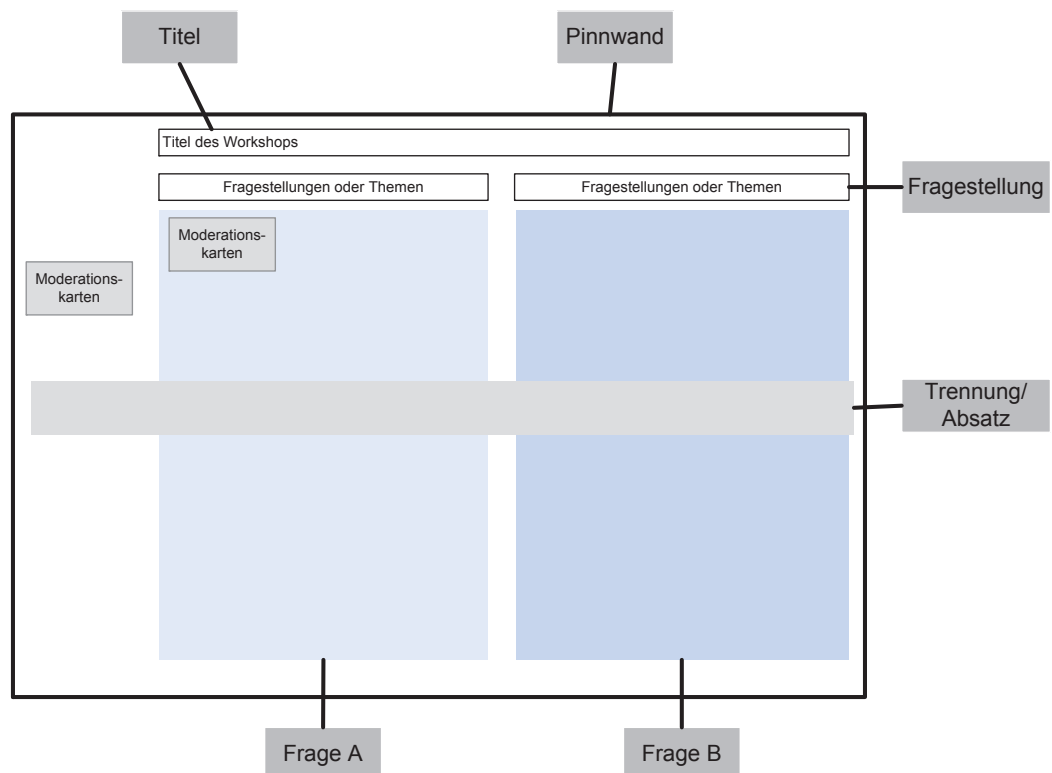 Titel
Pinnwand
Titel des Workshops
Fragestellungen oder Themen
Fragestellungen oder Themen
Fragestellung
Moderations-
karten
Moderations-
karten
Trennung/
Absatz
Frage A
Frage B